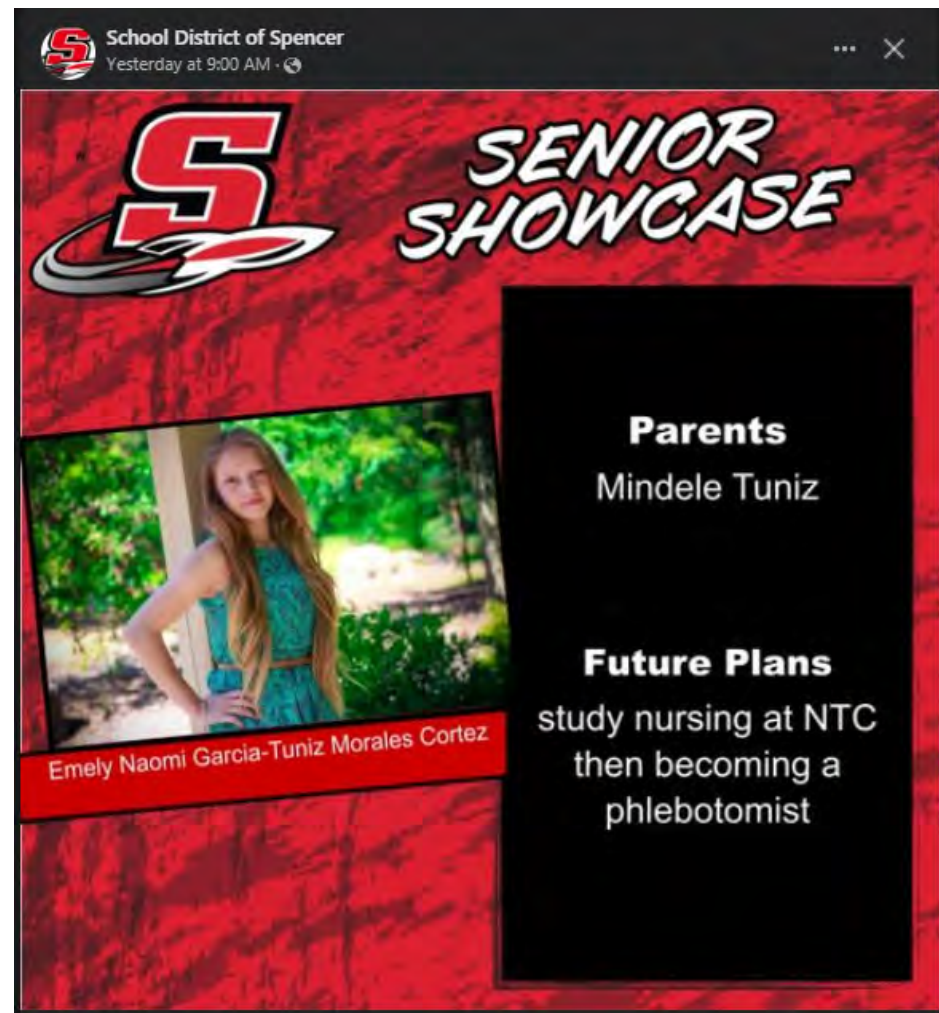 School District of Spencer
Yesterday at 9:00 AM ·
S
SENIOR
SHOWCASE
Emely Naomi Garcia-Tuniz Morales Cortez
Parents
Mindele Tuniz
Future Plans
study nursing at NTC
then becoming a
phlebotomist